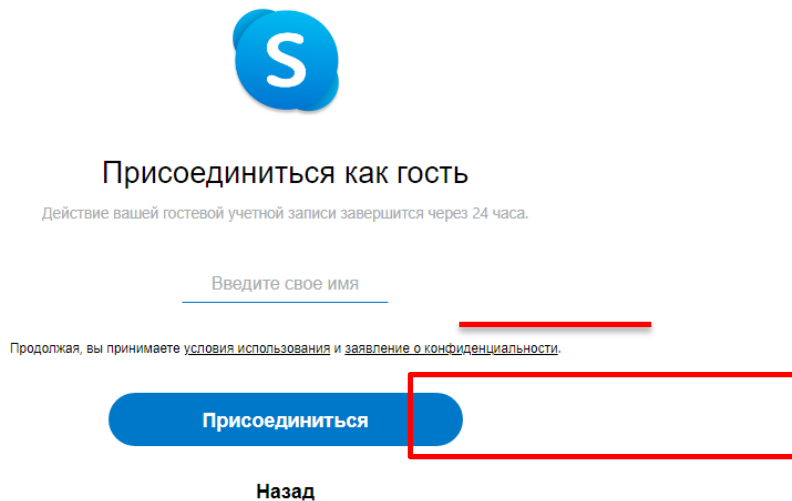 S
Присоединиться как гость
Действие вашей гостевой учетной записи завершится через 24 часа.
Введите свое имя
Продолжая, вы принимаете условия использования и заявление о конфиденциальности.
Присоединиться
Назад